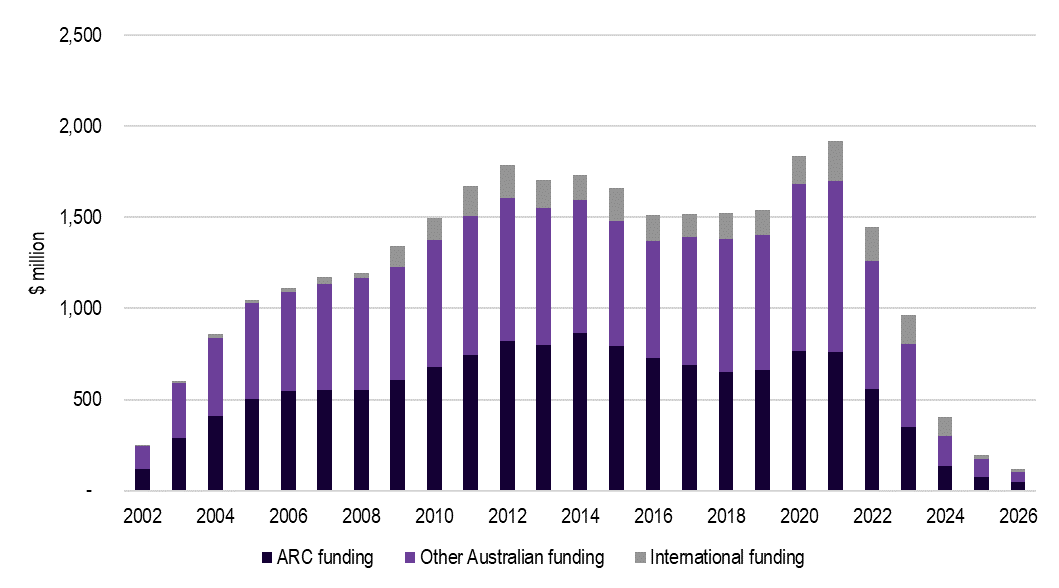 2,500
2,000
1,500
1,000
500
-
$ million
2002 2004 2006 2008 2010 2012 2014 2016 2018 2020 2022 2024 2026
ARC funding Other Australian funding International funding